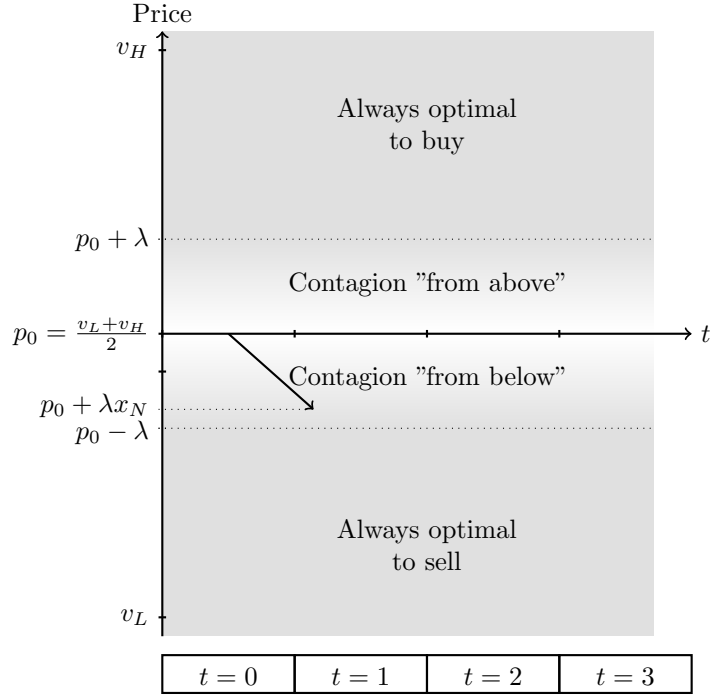 Price
v_H
Always optimal
to buy
p_0 + λ
Contagion ”from above”
p_0 = \frac{v_L+v_H}{2}
t
Contagion ”from below”
p_0 + λx_N
p_0 − λ
Always optimal
to sell
v_L
t = 0
t = 1
t = 2
t = 3